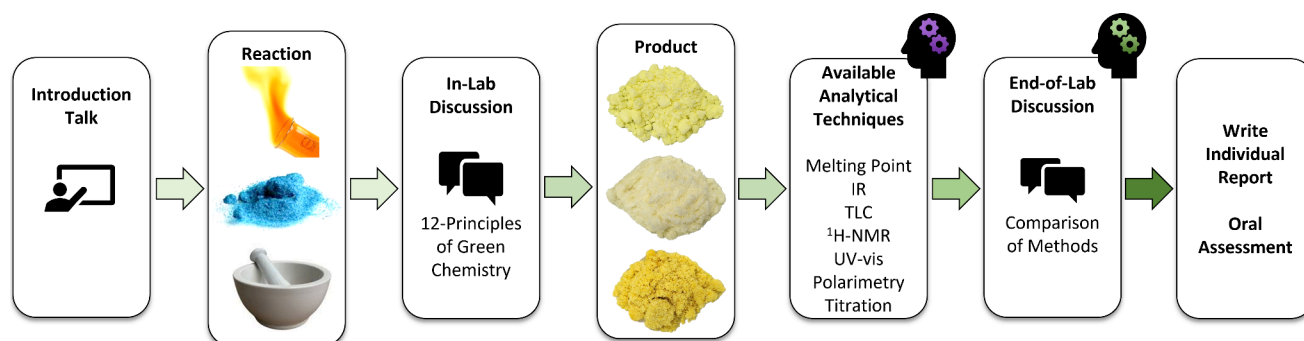 Introduction
Talk
Reaction
In-Lab
Discussion
12-Principles
of Green
Chemistry
Product
Available
Analytical
Techniques
Melting Point
IR
TLC
¹H-NMR
UV-vis
Polarimetry
Titration
End-of-Lab
Discussion
Comparison
of Methods
Write
Individual
Report
Oral
Assessment